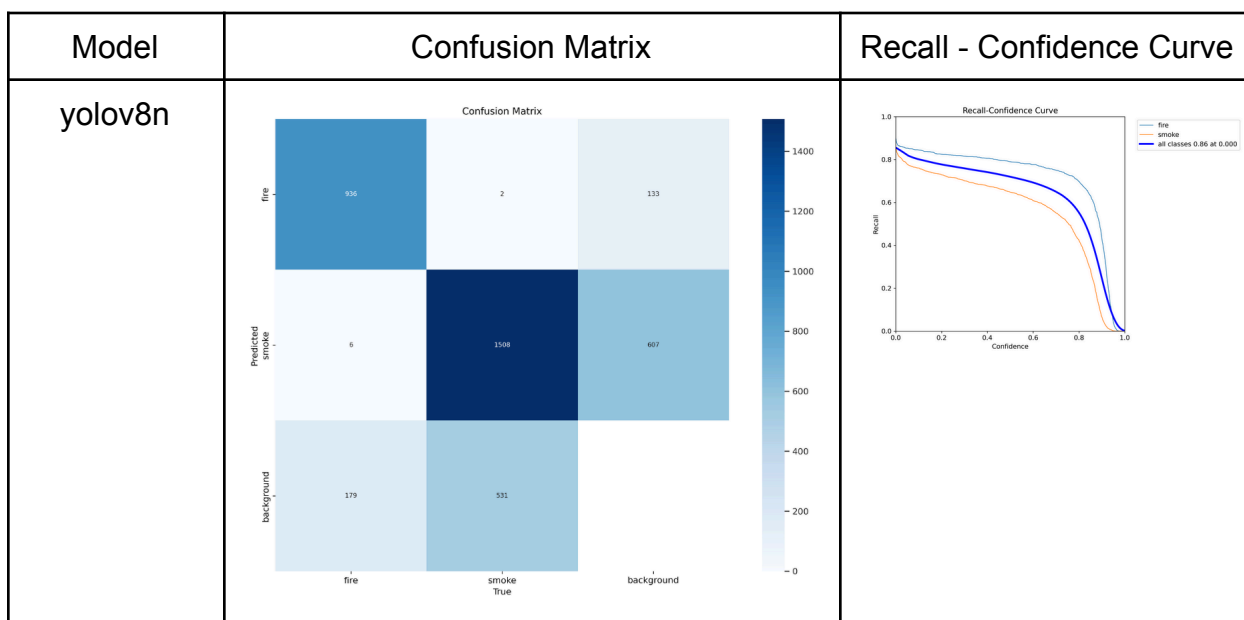 Model
Confusion Matrix
Recall - Confidence Curve
yolov8n
Confusion Matrix
fire
Predicted
smoke
background
936
2
133
6
1508
607
179
531
fire
smoke
background
True
1400
1200
1000
800
600
400
200
0
Recall-Confidence Curve
1.0
0.8
0.6
0.4
0.2
0.0
Recall
0.0
0.2
0.4
0.6
0.8
1.0
Confidence
fire
smoke
all classes 0.86 at 0.000